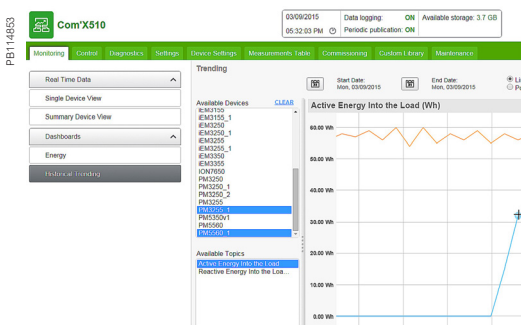 PB114853
Com'X510
03/09/2015
05:32:03 PM
Data logging: ON
Periodic publication: ON
Available storage: 3.7 GB
Monitoring Control Diagnostics Settings Device Settings Measurements Table Commissioning Custom Library Maintenance
Real Time Data
Single Device View
Summary Device View
Dashboards
Energy
Historical Trending
Trending
Start Date:
Mon, 03/09/2015
End Date:
Mon, 03/09/2015
Available Devices CLEAR
iEM3155
iEM3155_1
iEM3250
iEM3250_1
iEM3255
iEM3255_1
iEM3350
iEM3355
ION7650
PM3250
PM3250_1
PM3250_2
PM3255
PM3255_1
PM5350v1
PM5560
PM5560_1
Available Topics
Active Energy Into the Load
Reactive Energy Into the Loa...
Active Energy Into the Load (Wh)
60.00 Wh
50.00 Wh
40.00 Wh
30.00 Wh
20.00 Wh
10.00 Wh
0.00 Wh